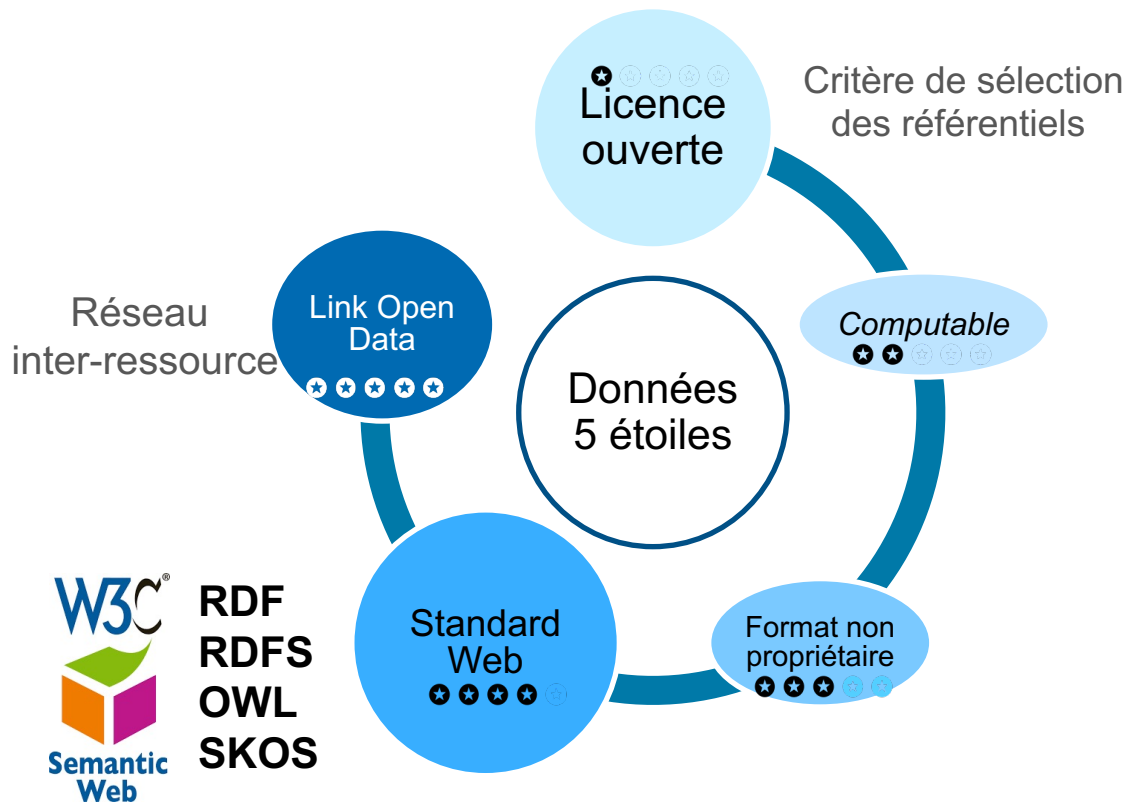 Licence
ouverte
Critère de sélection
des référentiels
Computable
Format non
propriétaire
Standard
Web
Link Open
Data
Réseau
inter-ressource
Données
5 étoiles
W3C®
Semantic
Web
RDF
RDFS
OWL
SKOS